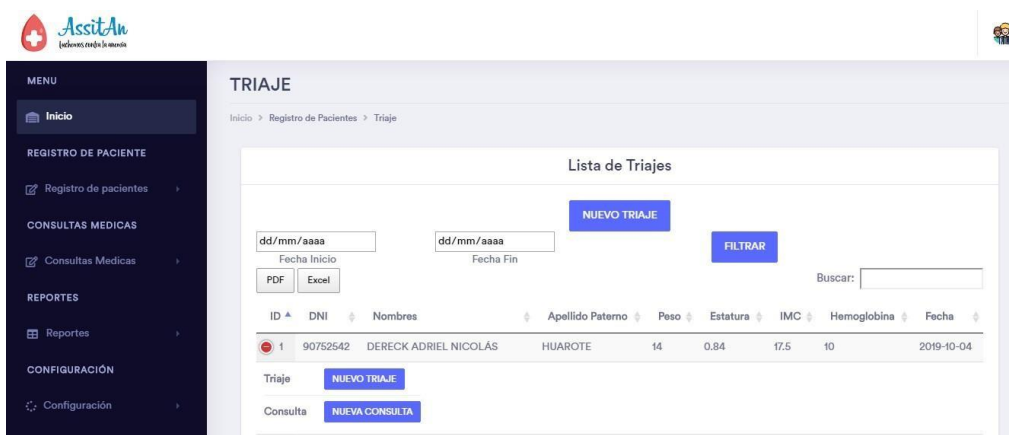 AssitAn
Luchemos contra la anemia
MENU
Inicio
REGISTRO DE PACIENTE
Registro de pacientes
CONSULTAS MEDICAS
Consultas Medicas
REPORTES
Reportes
CONFIGURACIÓN
Configuración
TRIAJE
Inicio > Registro de Pacientes > Triaje
Lista de Triajes
NUEVO TRIAJE
dd/mm/aaaa dd/mm/aaaa FILTRAR
Fecha Inicio Fecha Fin
PDF Excel Buscar:
ID DNI Nombres Apellido Paterno Peso Estatura IMC Hemoglobina Fecha
1 90752542 DERECK ADRIEL NICOLÁS HUAROTE 14 0.84 17.5 10 2019-10-04
Triaje NUEVO TRIAJE
Consulta NUEVA CONSULTA